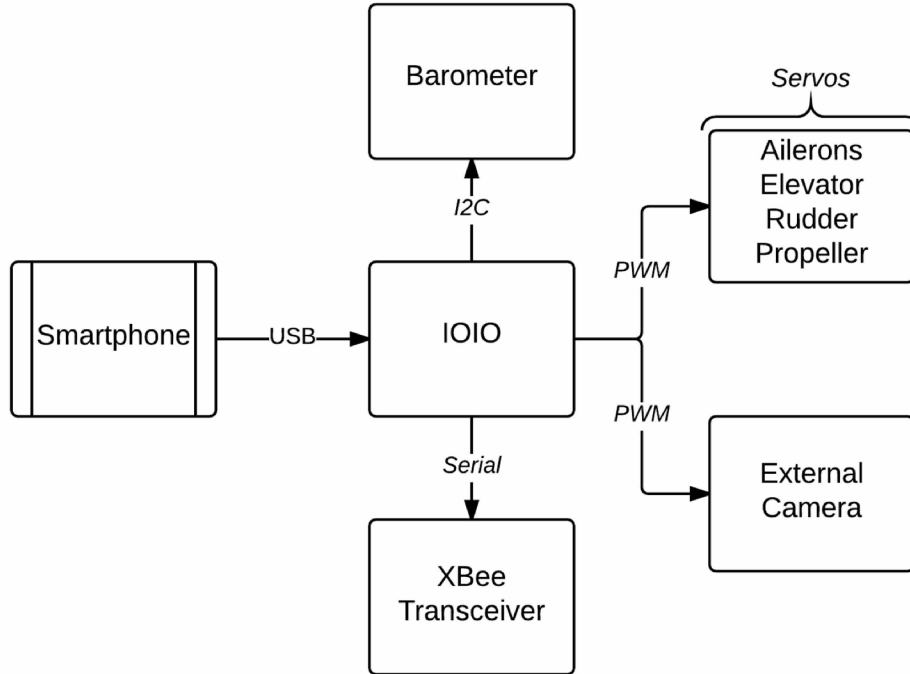 Barometer
Servos
Ailerons
Elevator
Rudder
Propeller
I2C
PWM
Smartphone
USB
IOIO
PWM
Serial
External
Camera
XBee
Transceiver